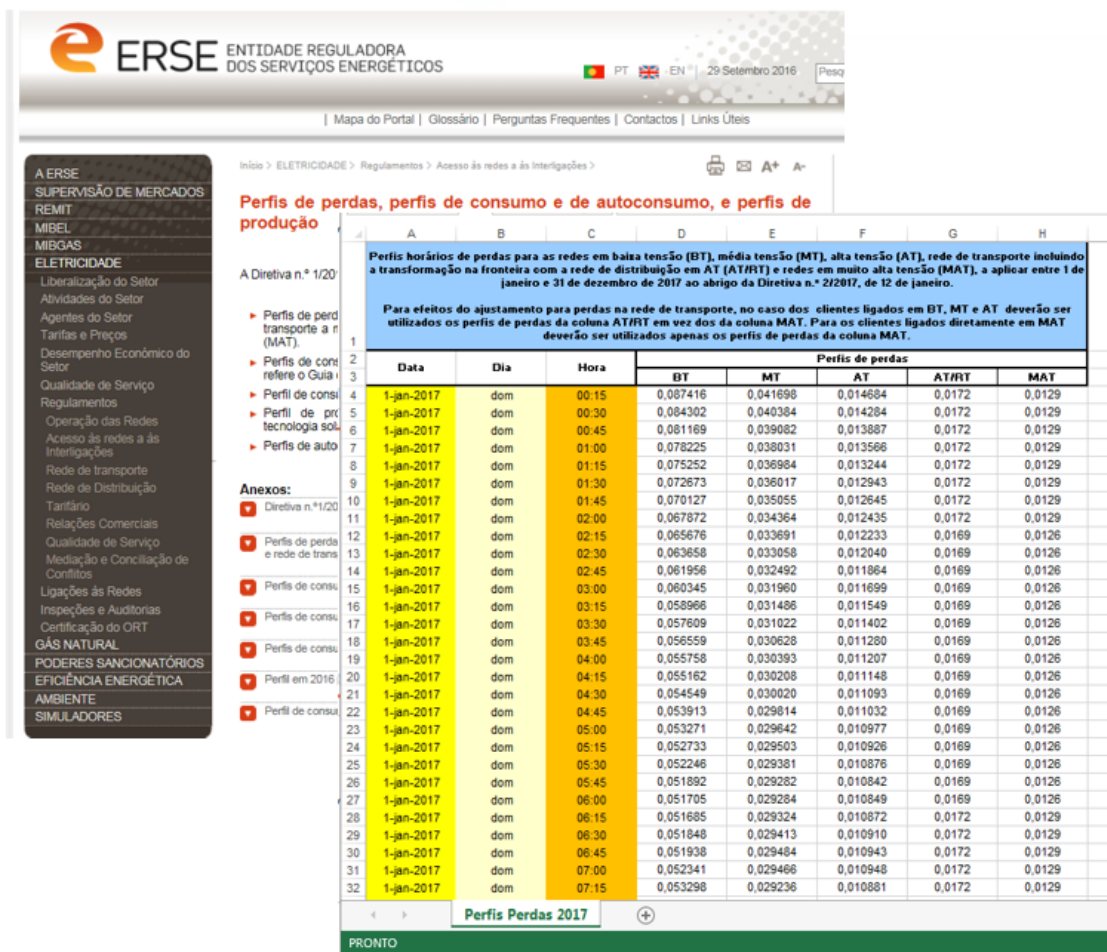 ERSE
ENTIDADE REGULADORA
DOS SERVIÇOS ENERGÉTICOS
PT EN | 29 Setembro 2016
| Mapa do Portal | Glossário | Perguntas Frequentes | Contactos | Links Úteis
A ERSE
SUPERVISÃO DE MERCADOS
REMIT
MIBEL
MIBGAS
ELETRICIDADE
Liberalização do Setor
Atividades do Setor
Agentes do Setor
Tarifas e Preços
Desempenho Económico do
Setor
Qualidade de Serviço
Regulamentos
Operação das Redes
Acesso ás redes a ás
Interligações
Rede de transporte
Rede de Distribuição
Tarifário
Relações Comerciais
Qualidade de Serviço
Mediação e Conciliação de
Conflitos
Ligações ás Redes
Inspeções e Auditorias
Certificação do ORT
GÁS NATURAL
PODERES SANCIONATÓRIOS
EFICIÊNCIA ENERGÉTICA
AMBIENTE
SIMULADORES
Início > ELETRICIDADE > Regulamentos > Acesso ás redes a ás Interligações >
A+ A-
Perfis de perdas, perfis de consumo e de autoconsumo, e perfis de
produção
A Diretiva n.º 1/20
Perfis de perd
transporte a
(MAT).
Perfis de cons
refere o Guia
Perfil de consu
Perfil de pro
tecnologia sol
Perfis de auto
Anexos:
Diretiva n.º1/20
Perfis de perda
e rede de trans
Perfis de consu
Perfis de consu
Perfis de consu
Perfil em 2016
Perfil de consu
A B C D E F G H
Perfis horários de perdas para as redes em baixa tensão (BT), média tensão (MT), alta tensão (AT), rede de transporte incluindo
a transformação na fronteira com a rede de distribuição em AT (AT/RT) e redes em muito alta tensão (MAT), a aplicar entre 1 de
janeiro e 31 de dezembro de 2017 ao abrigo da Diretiva n.º 2/2017, de 12 de janeiro.
Para efeitos do ajustamento para perdas na rede de transporte, no caso dos clientes ligados em BT, MT e AT deverão ser
utilizados os perfis de perdas da coluna AT/RT em vez dos da coluna MAT. Para os clientes ligados diretamente em MAT
deverão ser utilizados apenas os perfis de perdas da coluna MAT.
1
2 Data Dia Hora Perfis de perdas
3 BT MT AT AT/RT MAT
4 1-jan-2017 dom 00:15 0,087416 0,041698 0,014684 0,0172 0,0129
5 1-jan-2017 dom 00:30 0,084302 0,040384 0,014284 0,0172 0,0129
6 1-jan-2017 dom 00:45 0,081169 0,039082 0,013887 0,0172 0,0129
7 1-jan-2017 dom 01:00 0,078225 0,038031 0,013566 0,0172 0,0129
8 1-jan-2017 dom 01:15 0,075252 0,036984 0,013244 0,0172 0,0129
9 1-jan-2017 dom 01:30 0,072673 0,036017 0,012943 0,0172 0,0129
10 1-jan-2017 dom 01:45 0,070127 0,035055 0,012645 0,0172 0,0129
11 1-jan-2017 dom 02:00 0,067872 0,034364 0,012435 0,0172 0,0129
12 1-jan-2017 dom 02:15 0,065676 0,033691 0,012233 0,0169 0,0126
13 1-jan-2017 dom 02:30 0,063658 0,033058 0,012040 0,0169 0,0126
14 1-jan-2017 dom 02:45 0,061956 0,032492 0,011864 0,0169 0,0126
15 1-jan-2017 dom 03:00 0,060345 0,031960 0,011699 0,0169 0,0126
16 1-jan-2017 dom 03:15 0,058966 0,031486 0,011549 0,0169 0,0126
17 1-jan-2017 dom 03:30 0,057609 0,031022 0,011402 0,0169 0,0126
18 1-jan-2017 dom 03:45 0,056559 0,030628 0,011280 0,0169 0,0126
19 1-jan-2017 dom 04:00 0,055758 0,030393 0,011207 0,0169 0,0126
20 1-jan-2017 dom 04:15 0,055162 0,030208 0,011148 0,0169 0,0126
21 1-jan-2017 dom 04:30 0,054549 0,030020 0,011093 0,0169 0,0126
22 1-jan-2017 dom 04:45 0,053913 0,029814 0,011032 0,0169 0,0126
23 1-jan-2017 dom 05:00 0,053271 0,029642 0,010977 0,0169 0,0126
24 1-jan-2017 dom 05:15 0,052733 0,029503 0,010926 0,0169 0,0126
25 1-jan-2017 dom 05:30 0,052246 0,029381 0,010876 0,0169 0,0126
26 1-jan-2017 dom 05:45 0,051892 0,029282 0,010842 0,0169 0,0126
27 1-jan-2017 dom 06:00 0,051705 0,029284 0,010849 0,0169 0,0126
28 1-jan-2017 dom 06:15 0,051685 0,029324 0,010872 0,0172 0,0129
29 1-jan-2017 dom 06:30 0,051848 0,029413 0,010910 0,0172 0,0129
30 1-jan-2017 dom 06:45 0,051938 0,029484 0,010943 0,0172 0,0129
31 1-jan-2017 dom 07:00 0,052341 0,029466 0,010948 0,0172 0,0129
32 1-jan-2017 dom 07:15 0,053298 0,029236 0,010881 0,0172 0,0129
Perfis Perdas 2017
PRONTO